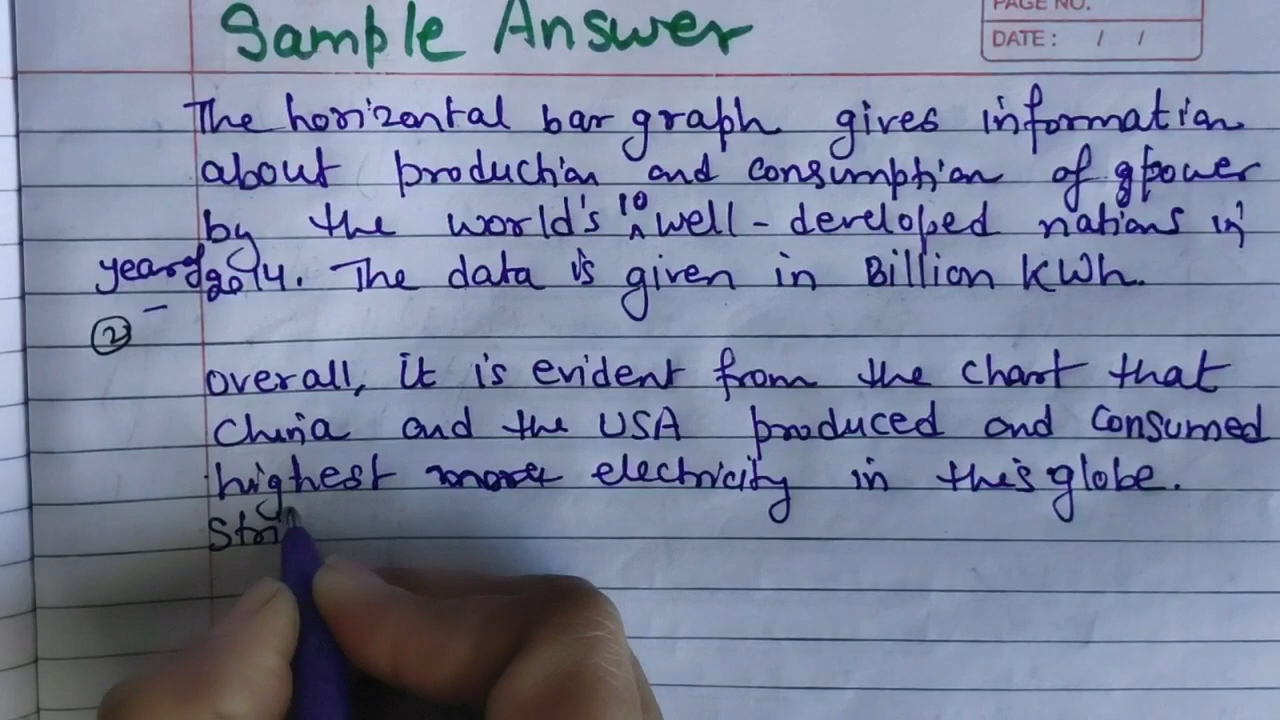 Sample Answer
PAGE NO.
DATE: / /
The horizontal bar graph gives information
about production and consumption of power
by the world's 10 well-developed nations in
year of 2014. The data is given in Billion KWh.
2
overall, it is evident from the chart that
China and the USA produced and consumed
highest electricity in this globe.
Stri